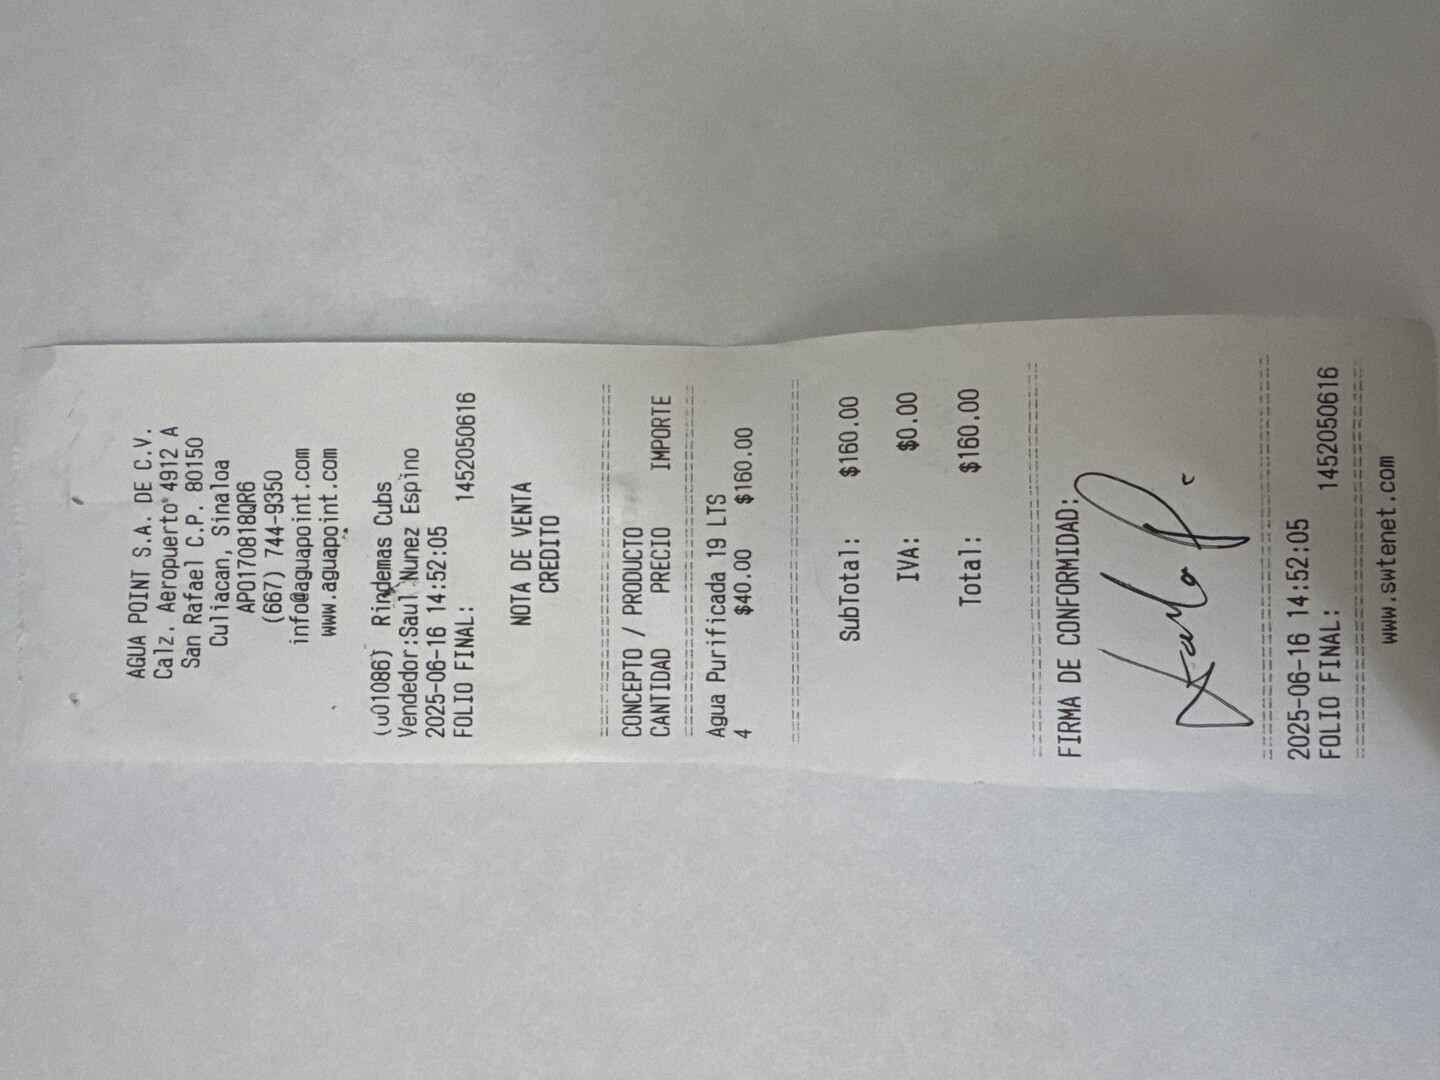 AGUA POINT S.A. DE C.V.
Calz. Aeropuerto 4912 A
San Rafael C.P. 80150
Culiacan, Sinaloa
APO170818QR6
(667) 744-9350
info@aguapoint.com
www.aguapoint.com
(u01086) Rindemas Cubs
Vendedor:Saul Nunez Espino
2025-06-16 14:52:05
FOLIO FINAL: 1452050616
NOTA DE VENTA
CREDITO
CONCEPTO / PRODUCTO
CANTIDAD PRECIO IMPORTE
Agua Purificada 19 LTS
4 $40.00 $160.00
SubTotal: $160.00
IVA: $0.00
Total: $160.00
FIRMA DE CONFORMIDAD:
2025-06-16 14:52:05
FOLIO FINAL: 1452050616
www.swtenet.com